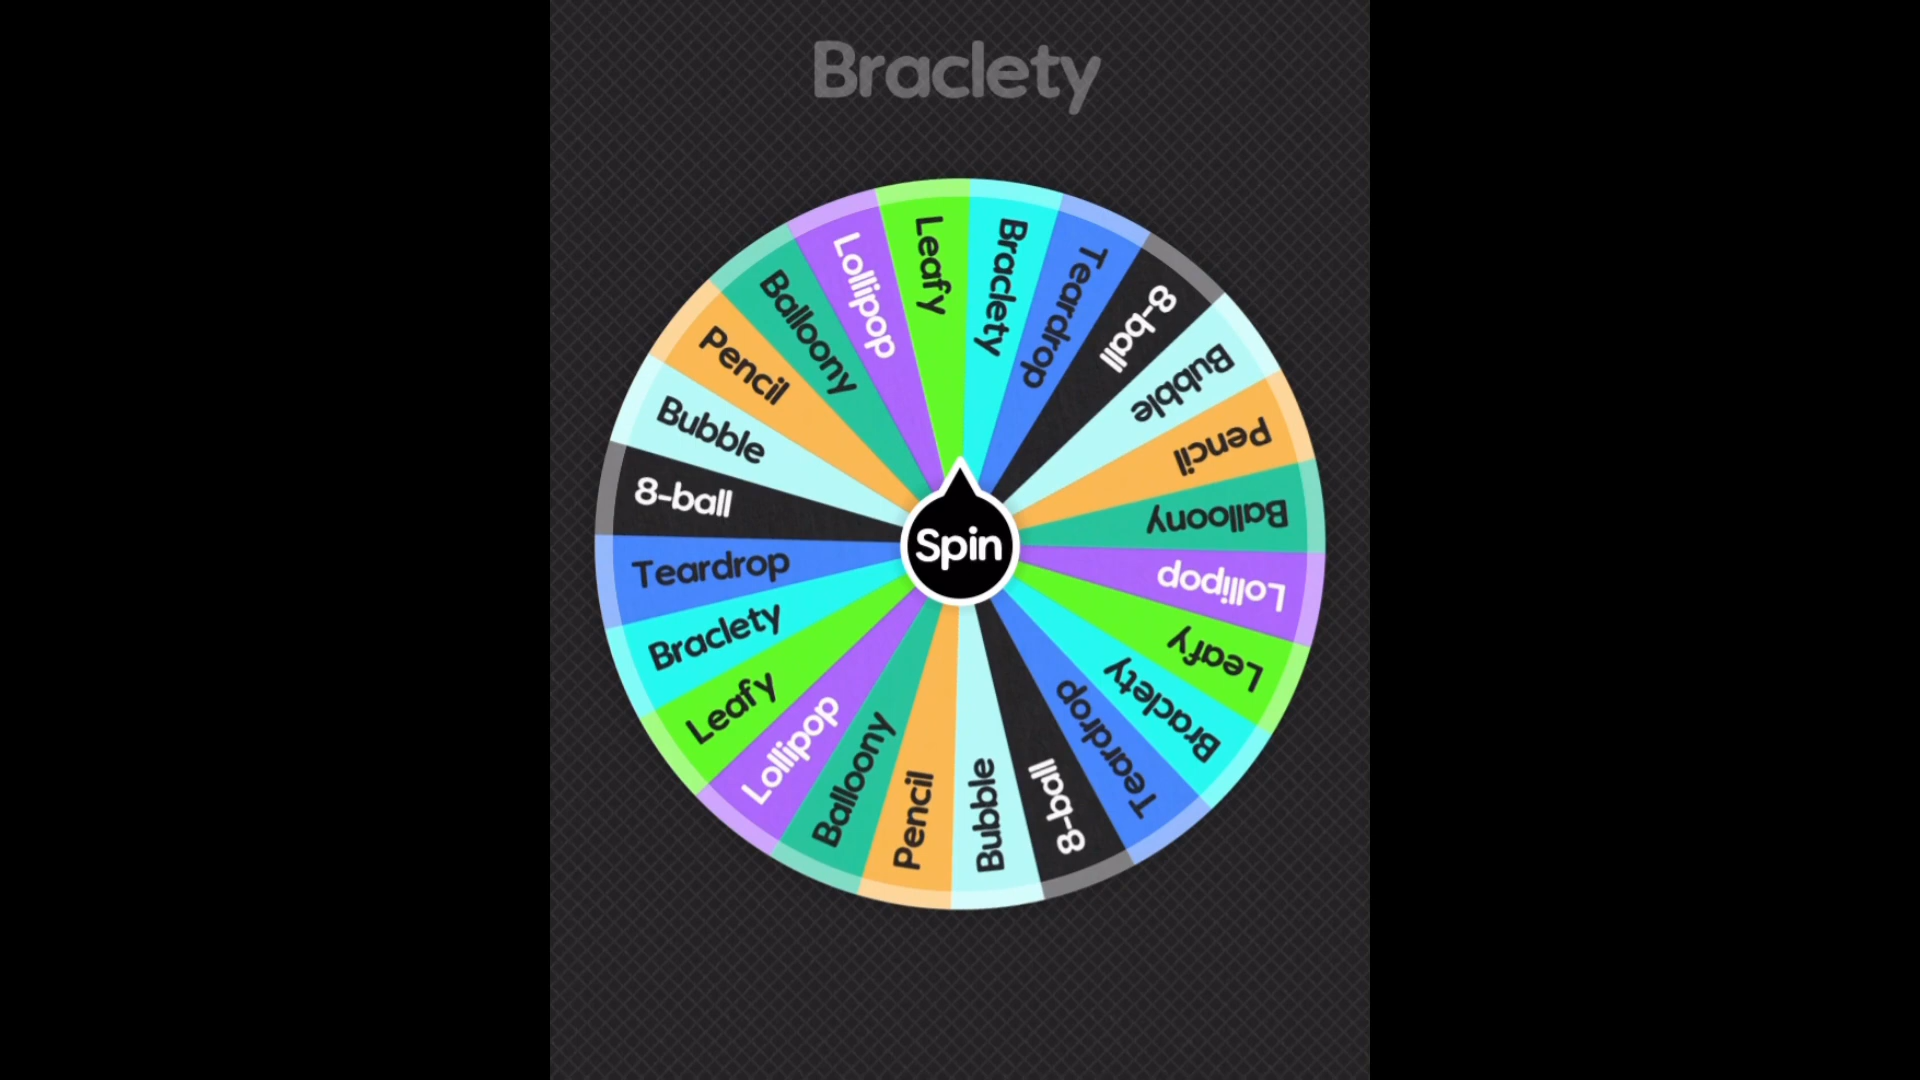 Braclety
Leafy
Braclety
Teardrop
8-ball
Bubble
Pencil
Balloony
Lollipop
Leafy
Braclety
Teardrop
8-ball
Bubble
Pencil
Balloony
Lollipop
Leafy
Braclety
Teardrop
8-ball
Bubble
Pencil
Balloony
Lollipop
Spin